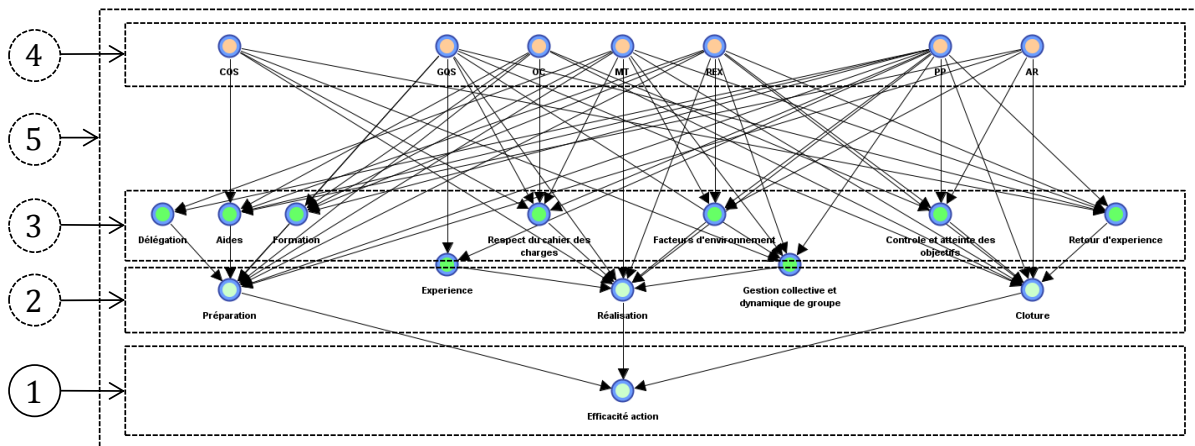 4
COS GQS OC MT REX PP AR
5
3
Délégation Aides Formation Respect du cahier des Facteurs d'environnement Controle et atteinte des Retour d'experience
charges objectifs
Experience Gestion collective et
dynamique de groupe
2
Préparation Réalisation Cloture
1
Efficacité action